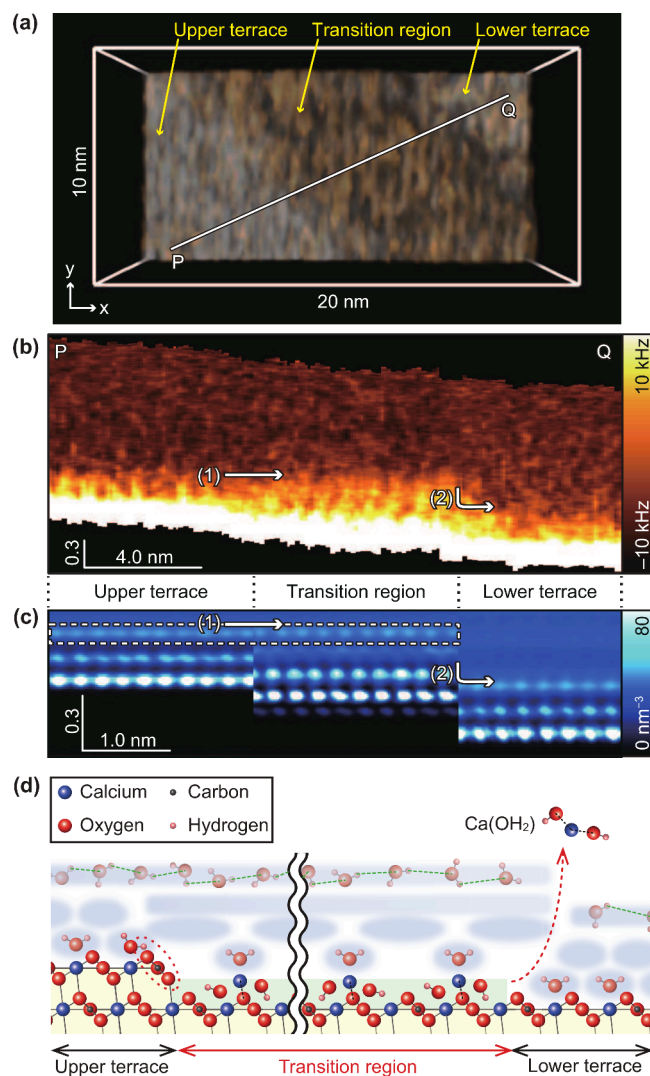 (a)
Upper terrace
Transition region
Lower terrace
Q
P
10 nm
y
x
20 nm
(b)
P
Q
(1)
(2)
0.3
4.0 nm
10 kHz
−10 kHz
Upper terrace
Transition region
Lower terrace
(c)
(1)
(2)
0.3
1.0 nm
80
0 nm⁻³
(d)
Calcium
Carbon
Oxygen
Hydrogen
Ca(OH₂)
Upper terrace
Transition region
Lower terrace